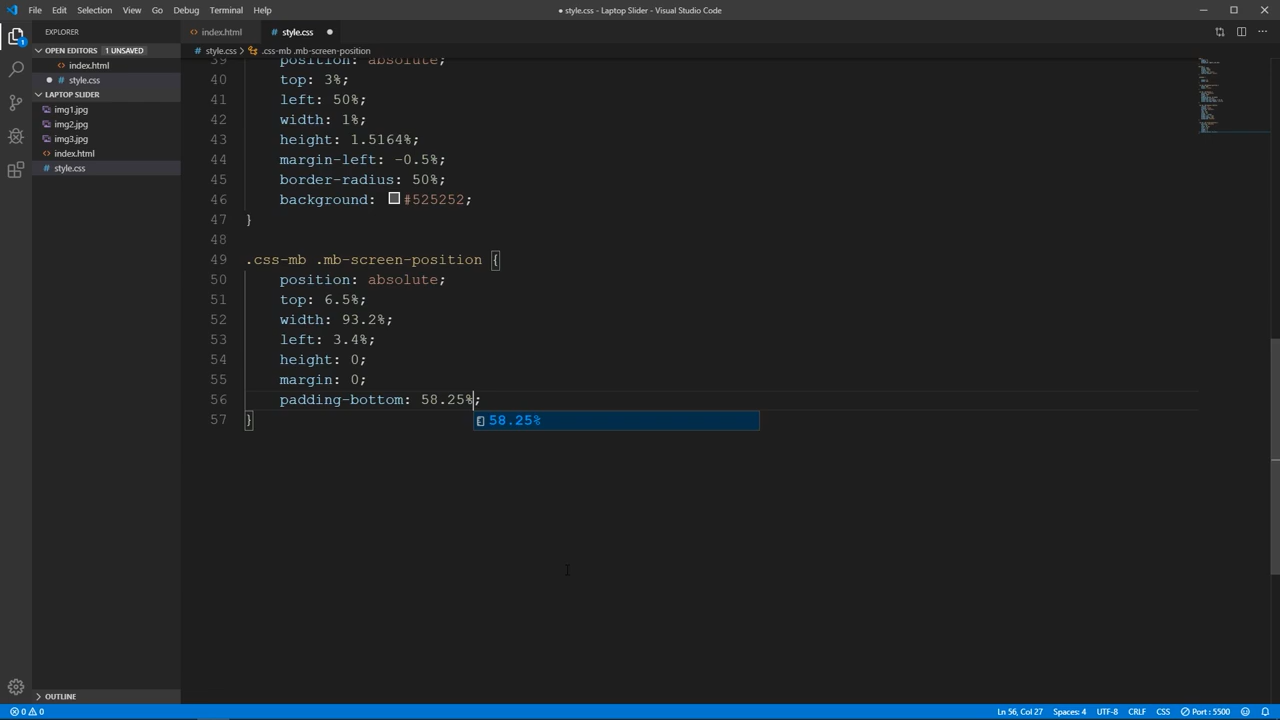 File Edit Selection View Go Debug Terminal Help
● style.css - Laptop Slider - Visual Studio Code
EXPLORER
OPEN EDITORS 1 UNSAVED
index.html
style.css
LAPTOP SLIDER
img1.jpg
img2.jpg
img3.jpg
index.html
style.css
OUTLINE
index.html style.css
style.css > .css-mb .mb-screen-position
39 position: absolute;
40 top: 3%;
41 left: 50%;
42 width: 1%;
43 height: 1.5164%;
44 margin-left: -0.5%;
45 border-radius: 50%;
46 background: #525252;
47 }
48
49 .css-mb .mb-screen-position {
50 position: absolute;
51 top: 6.5%;
52 width: 93.2%;
53 left: 3.4%;
54 height: 0;
55 margin: 0;
56 padding-bottom: 58.25%;
57 }
58.25%
0 0 Ln 56, Col 27 Spaces: 4 UTF-8 CRLF CSS Port : 5500